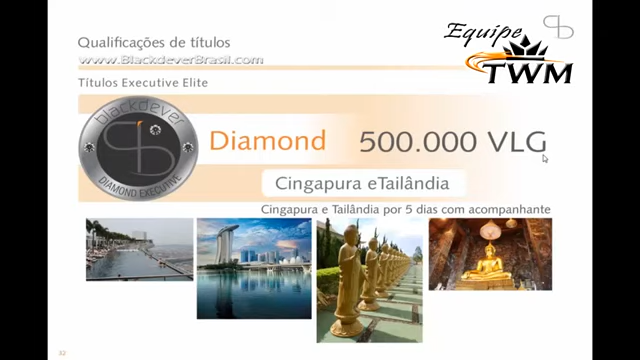 Qualificações de títulos
www.BlackdeverBrasil.com
Equipe
TWM
Títulos Executive Elite
blackdever
DIAMOND EXECUTIVE
Diamond 500.000 VLG
Cingapura eTailândia
Cingapura e Tailândia por 5 dias com acompanhante
32